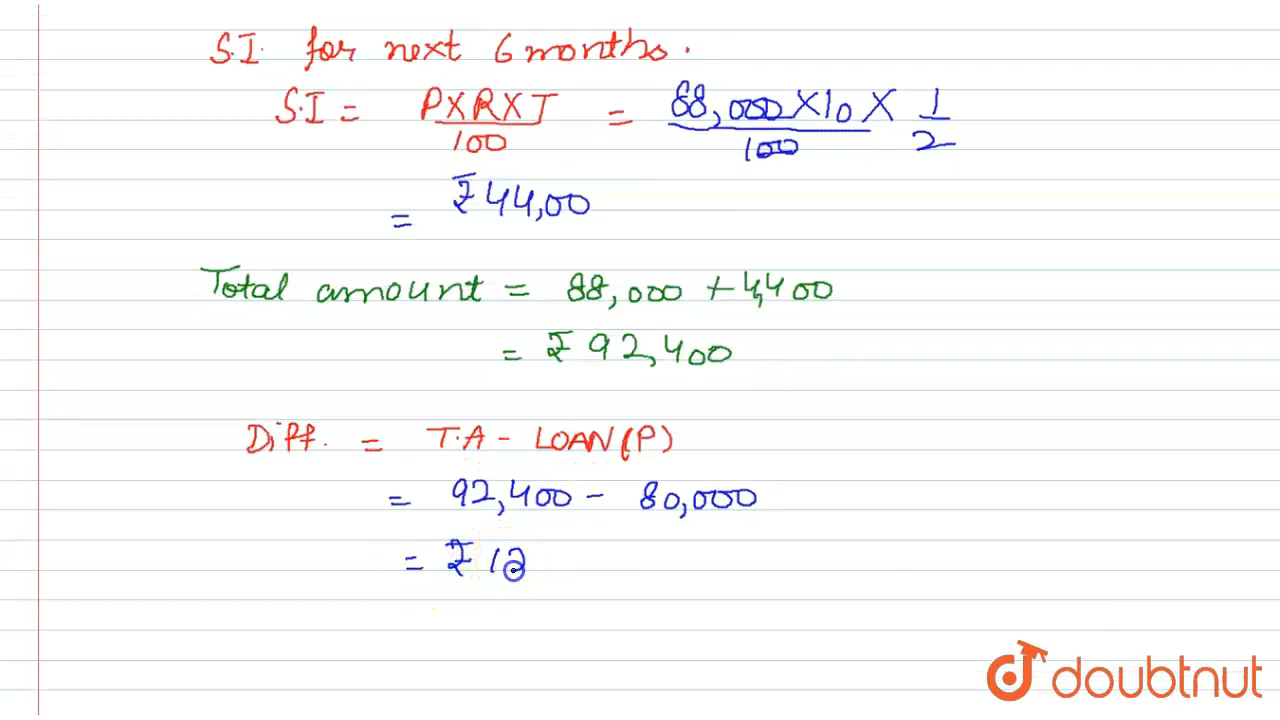 S.I. for next 6 months.
S.I = P X R X T / 100 = 88,000 X 10 / 100 X 1 / 2
= ₹ 44,00
Total amount = 88,000 + 4,400
= ₹ 92,400
Diff. = T.A - LOAN (P)
= 92,400 - 80,000
= ₹ 12
doubtnut